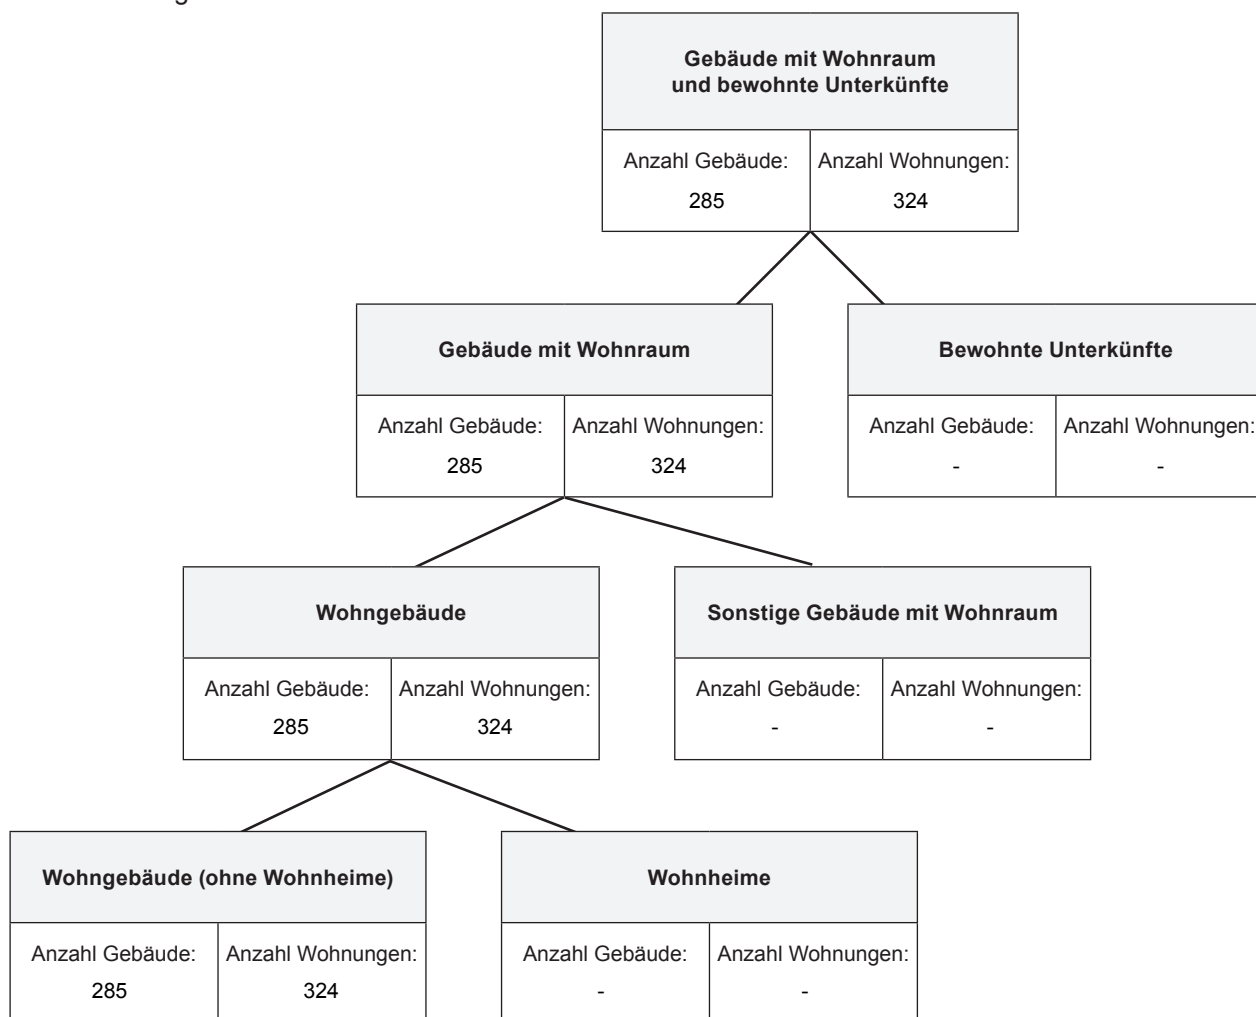 Gebäude mit Wohnraum
und bewohnte Unterkünfte
Anzahl Gebäude: Anzahl Wohnungen:
285 324
Gebäude mit Wohnraum
Anzahl Gebäude: Anzahl Wohnungen:
285 324
Bewohnte Unterkünfte
Anzahl Gebäude: Anzahl Wohnungen:
- -
Wohngebäude
Anzahl Gebäude: Anzahl Wohnungen:
285 324
Sonstige Gebäude mit Wohnraum
Anzahl Gebäude: Anzahl Wohnungen:
- -
Wohngebäude (ohne Wohnheime)
Anzahl Gebäude: Anzahl Wohnungen:
285 324
Wohnheime
Anzahl Gebäude: Anzahl Wohnungen:
- -